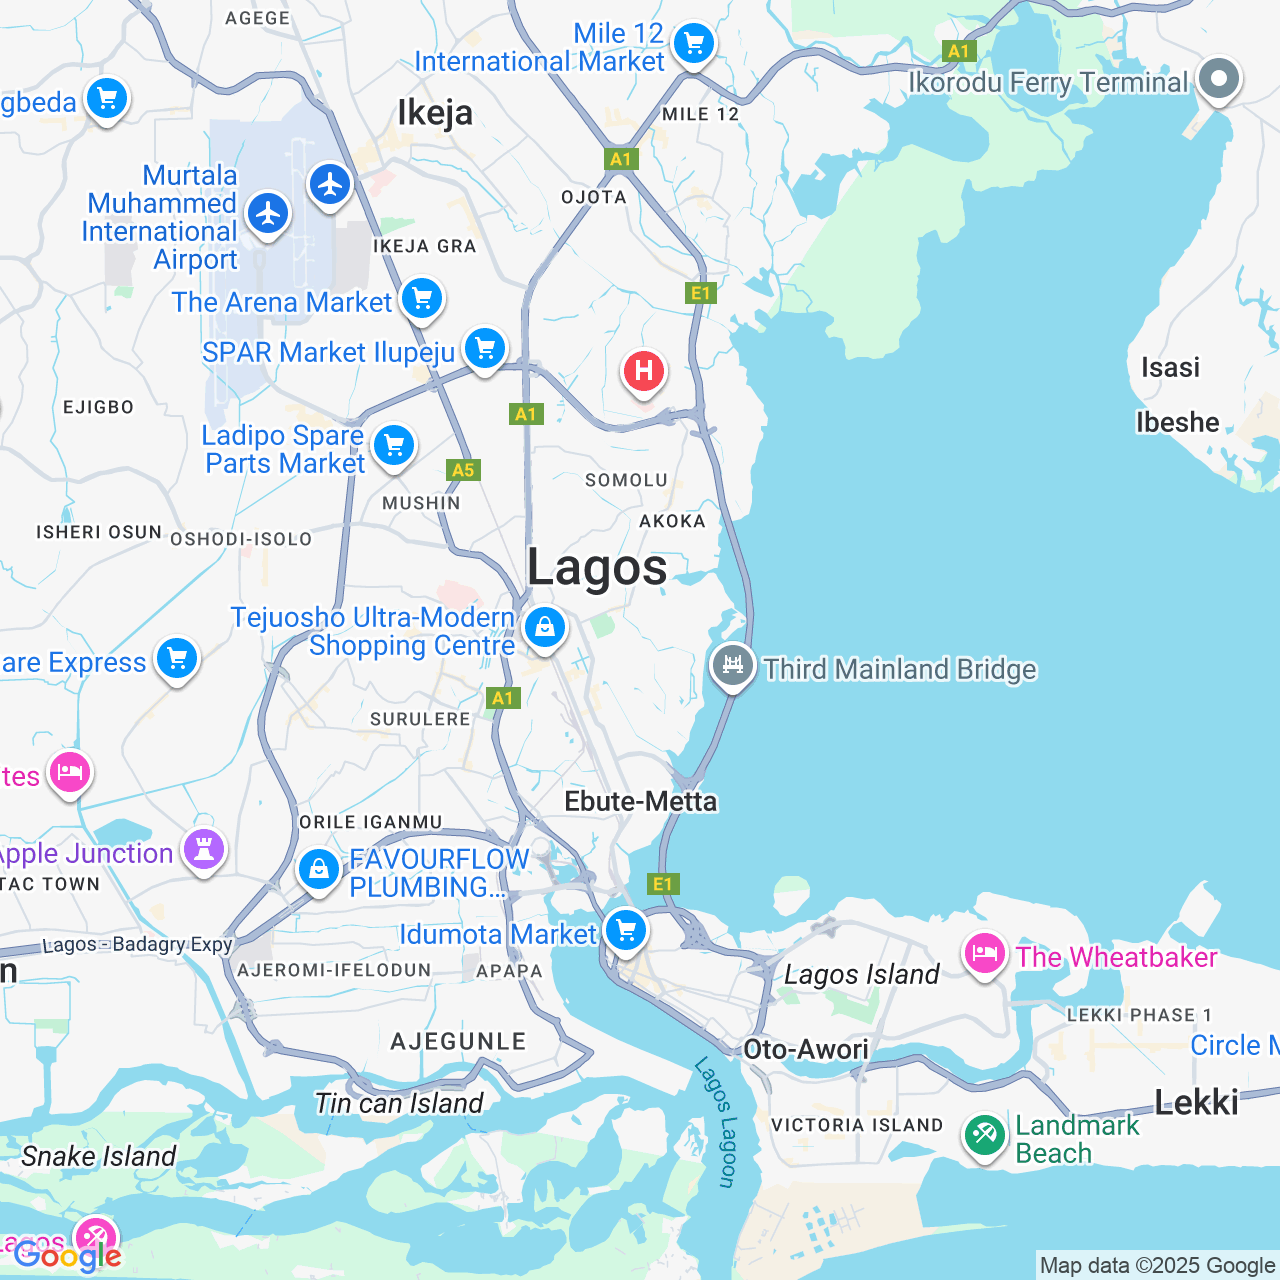 AGEGE
Mile 12
International Market
A1
Ikorodu Ferry Terminal
gbeda
Ikeja
MILE 12
A1
Murtala
Muhammed
International
Airport
OJOTA
IKEJA GRA
The Arena Market
E1
SPAR Market Ilupeju
H
Isasi
EJIGBO
A1
Ibeshe
Ladipo Spare
Parts Market
A5
SOMOLU
MUSHIN
AKOKA
ISHERI OSUN
OSHODI-ISOLO
Lagos
Tejuosho Ultra-Modern
Shopping Centre
are Express
Third Mainland Bridge
A1
SURULERE
tes
Ebute-Metta
ORILE IGANMU
Apple Junction
FAVOURFLOW
PLUMBING...
TAC TOWN
E1
Idumota Market
Lagos - Badagry Expy
The Wheatbaker
n
AJEROMI-IFELODUN
APAPA
Lagos Island
LEKKI PHASE 1
AJEGUNLE
Oto-Awori
Circle M
Tin can Island
Lagos Lagoon
Lekki
VICTORIA ISLAND
Landmark
Beach
Snake Island
Lagos
Google
Map data ©2025 Google